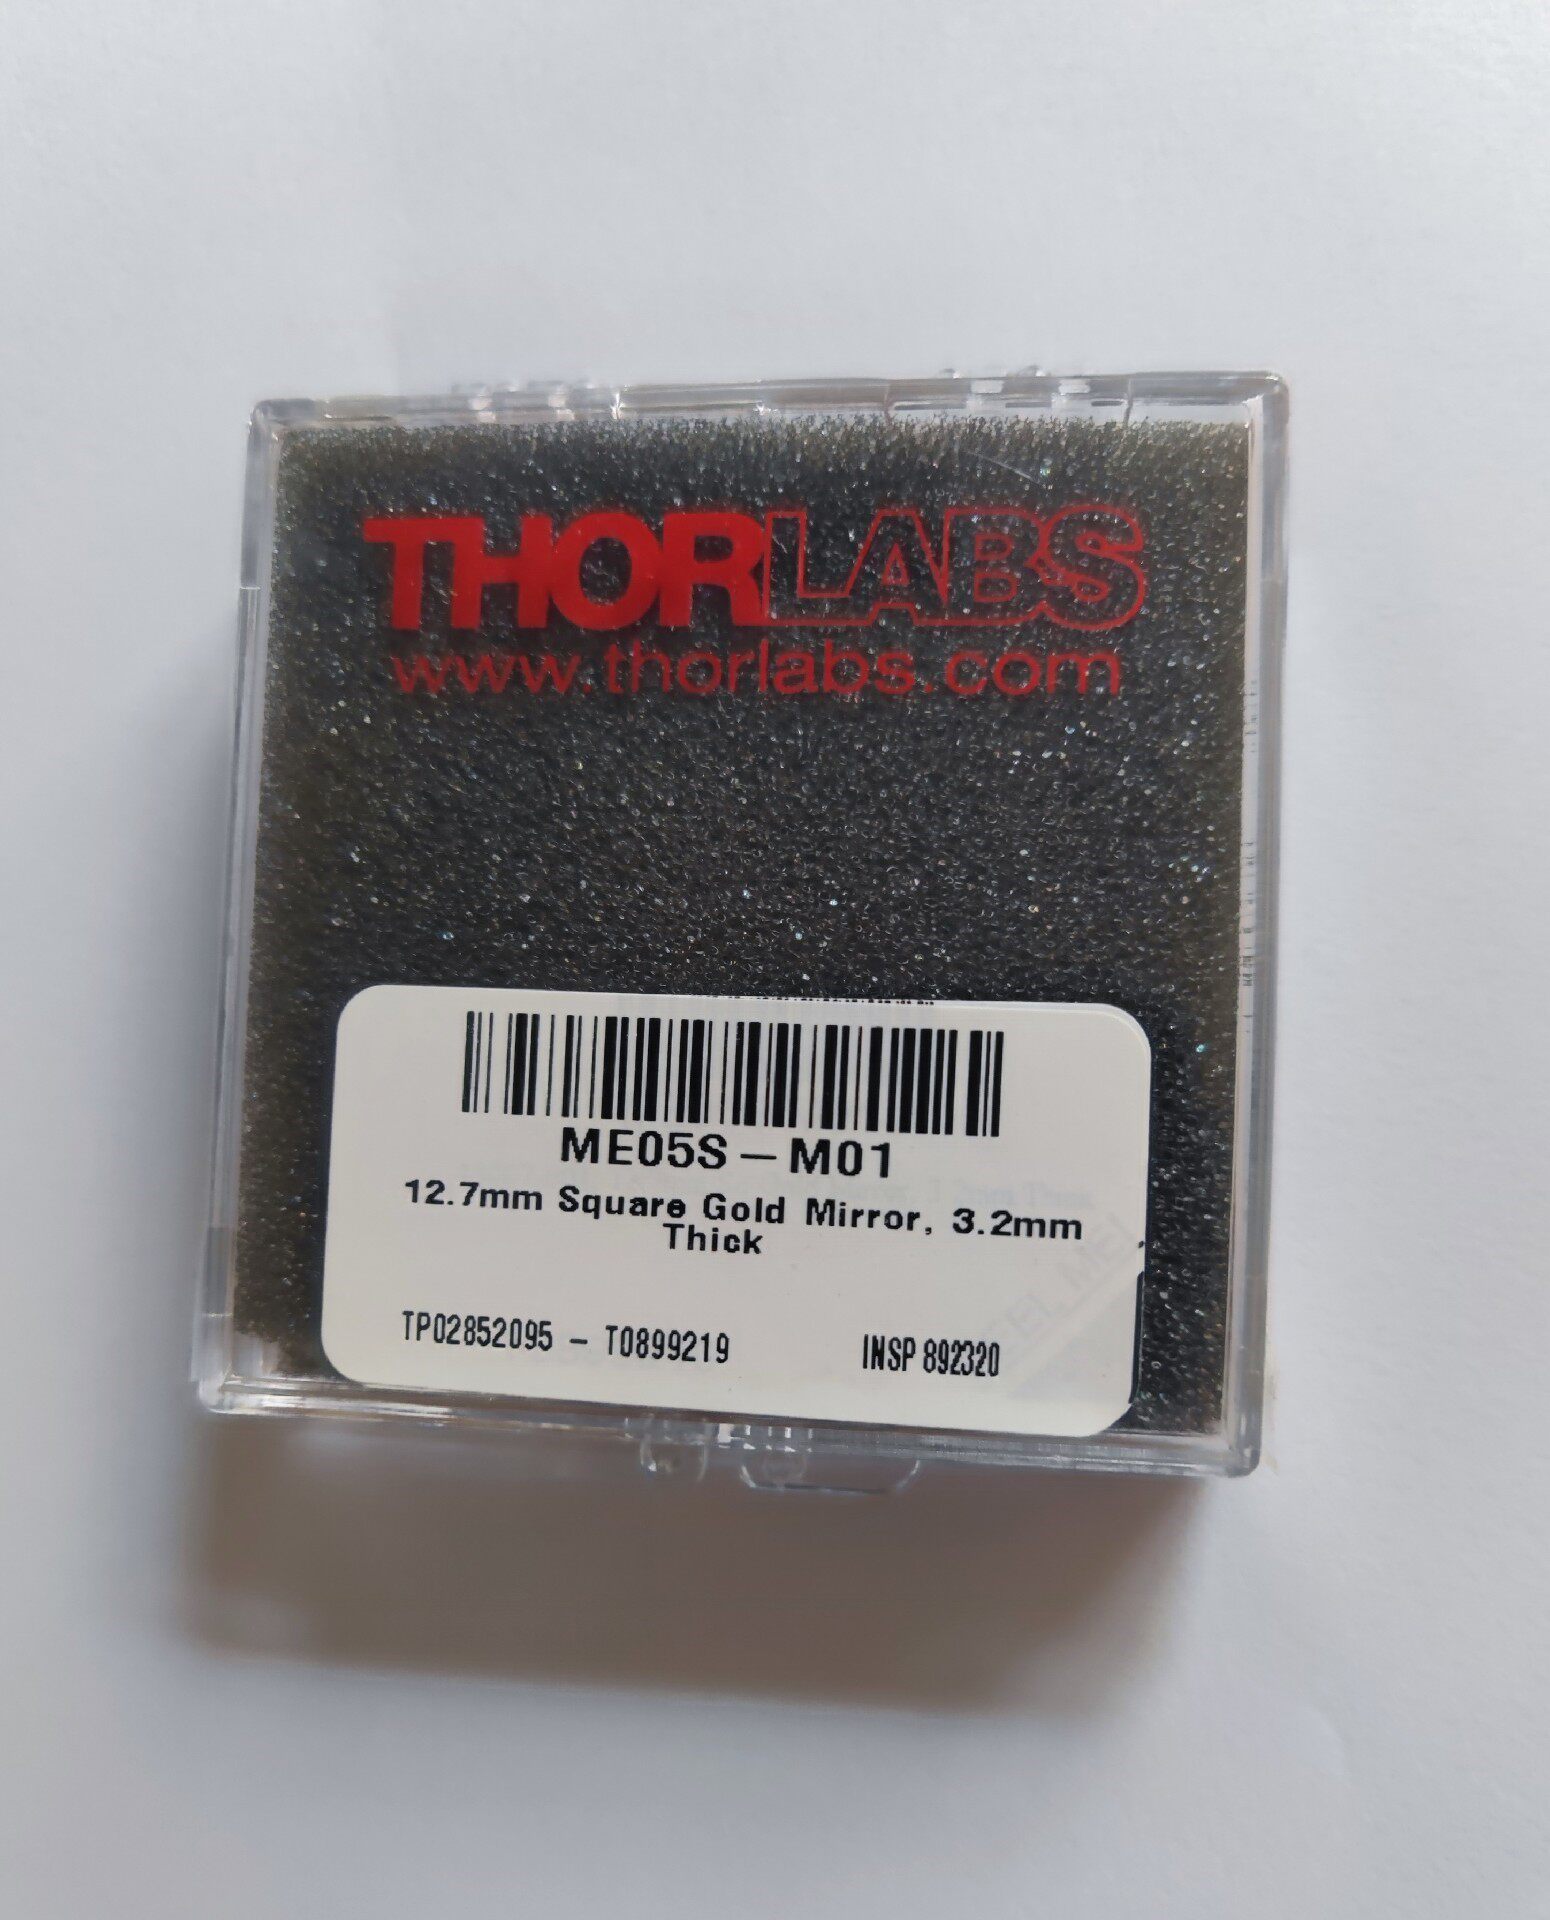 THORLABS
www.thorlabs.com
ME05S-M01
12.7mm Square Gold Mirror, 3.2mm
Thick
TP02852095 - T0899219 INSP 892320